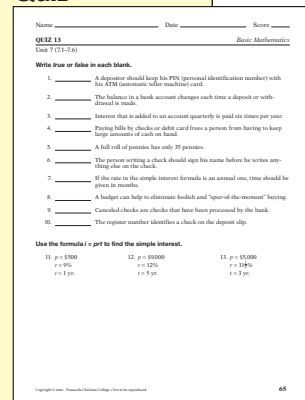 Name Date Score
QUIZ 13 Basic Mathematics
Unit 7 (7.1–7.6)
Write true or false in each blank.
1. A depositor should keep his PIN (personal identification number) with
his ATM (automatic teller machine) card.
2. The balance in a bank account changes each time a deposit or with-
drawal is made.
3. Interest that is added to an account quarterly is paid six times per year.
4. Paying bills by checks or debit card frees a person from having to keep
large amounts of cash on hand.
5. A full roll of pennies has only 35 pennies.
6. The person writing a check should sign his name before he writes any-
thing else on the check.
7. If the rate in the simple interest formula is an annual one, time should be
given in months.
8. A budget can help to eliminate foolish and "spur-of-the-moment" buying.
9. Canceled checks are checks that have been processed by the bank.
10. The register number identifies a check on the deposit slip.
Use the formula i = prt to find the simple interest.
11. p = $500 12. p = $9,000 13. p = $5,000
r = 9% r = 12% r = %
t = 1 yr. t = 5 yr. t = 3 yr.
Pensacola Christian College • Not to be reproduced. 65